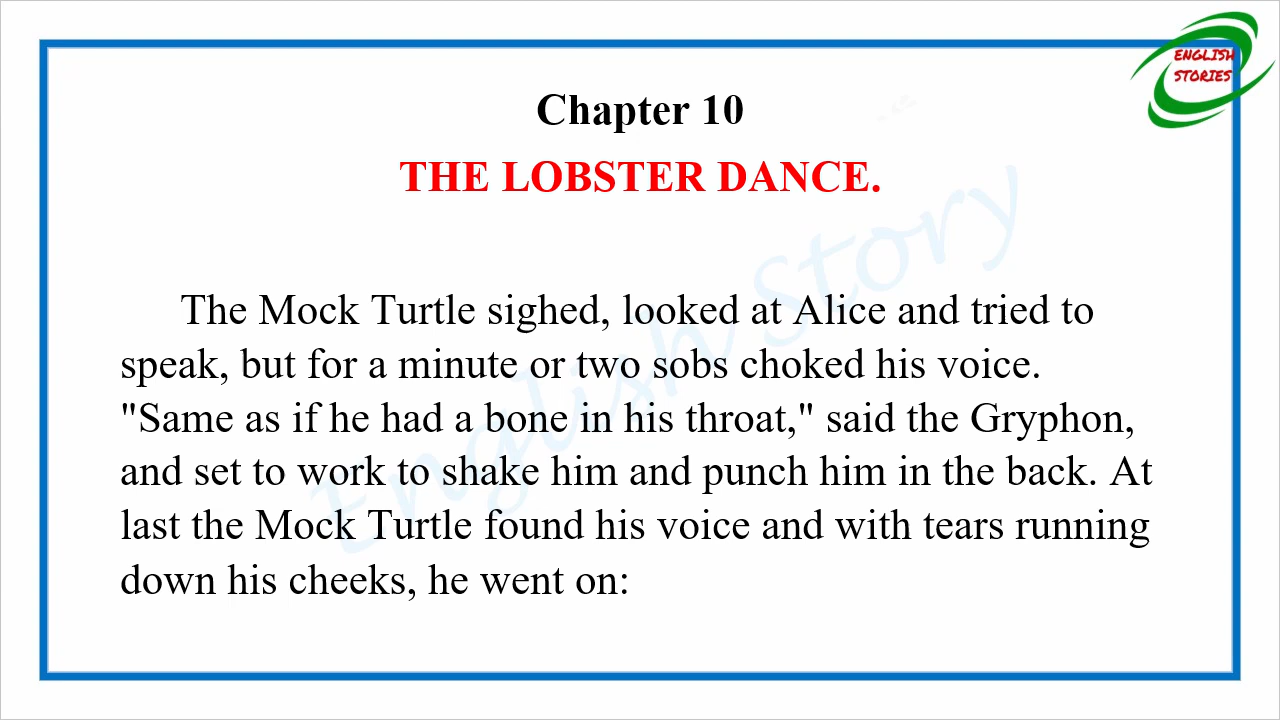 ENGLISH
STORIES
Chapter 10
THE LOBSTER DANCE.
The Mock Turtle sighed, looked at Alice and tried to
speak, but for a minute or two sobs choked his voice.
"Same as if he had a bone in his throat," said the Gryphon,
and set to work to shake him and punch him in the back. At
last the Mock Turtle found his voice and with tears running
down his cheeks, he went on:
English Story